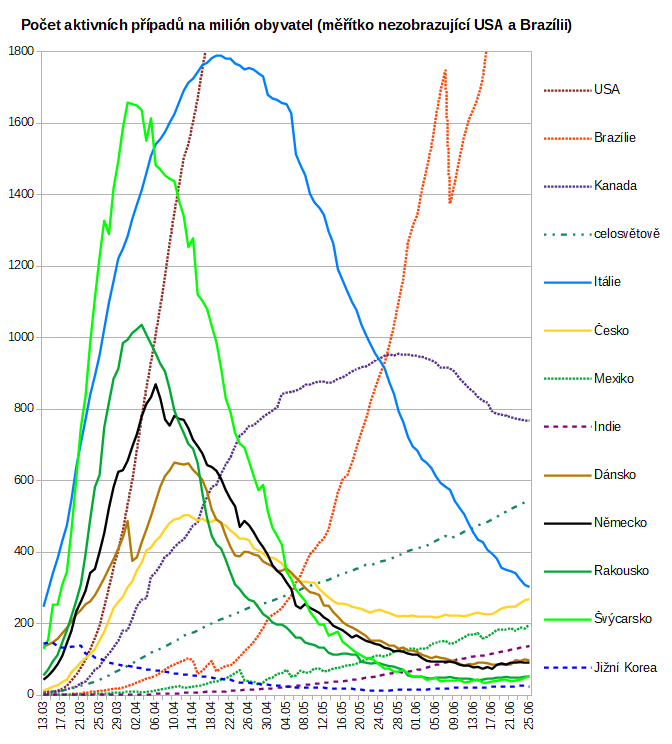 Počet aktivních případů na milión obyvatel (měřítko nezobrazující USA a Brazílii)
1800
1600
1400
1200
1000
800
600
400
200
0
13.03
17.03
21.03
25.03
29.03
02.04
06.04
10.04
14.04
18.04
22.04
26.04
30.04
04.05
08.05
12.05
16.05
20.05
24.05
28.05
01.06
05.06
09.06
13.06
17.06
21.06
25.06
USA
Brazílie
Kanada
celosvětově
Itálie
Česko
Mexiko
Indie
Dánsko
Německo
Rakousko
Švýcarsko
Jižní Korea